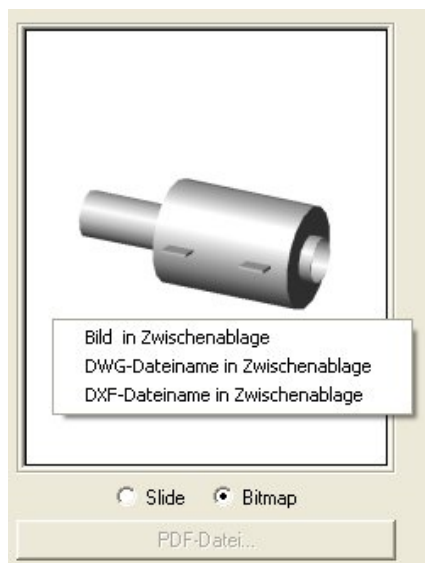 Bild in Zwischenablage
DWG-Dateiname in Zwischenablage
DXF-Dateiname in Zwischenablage
Slide Bitmap
PDF-Datei...